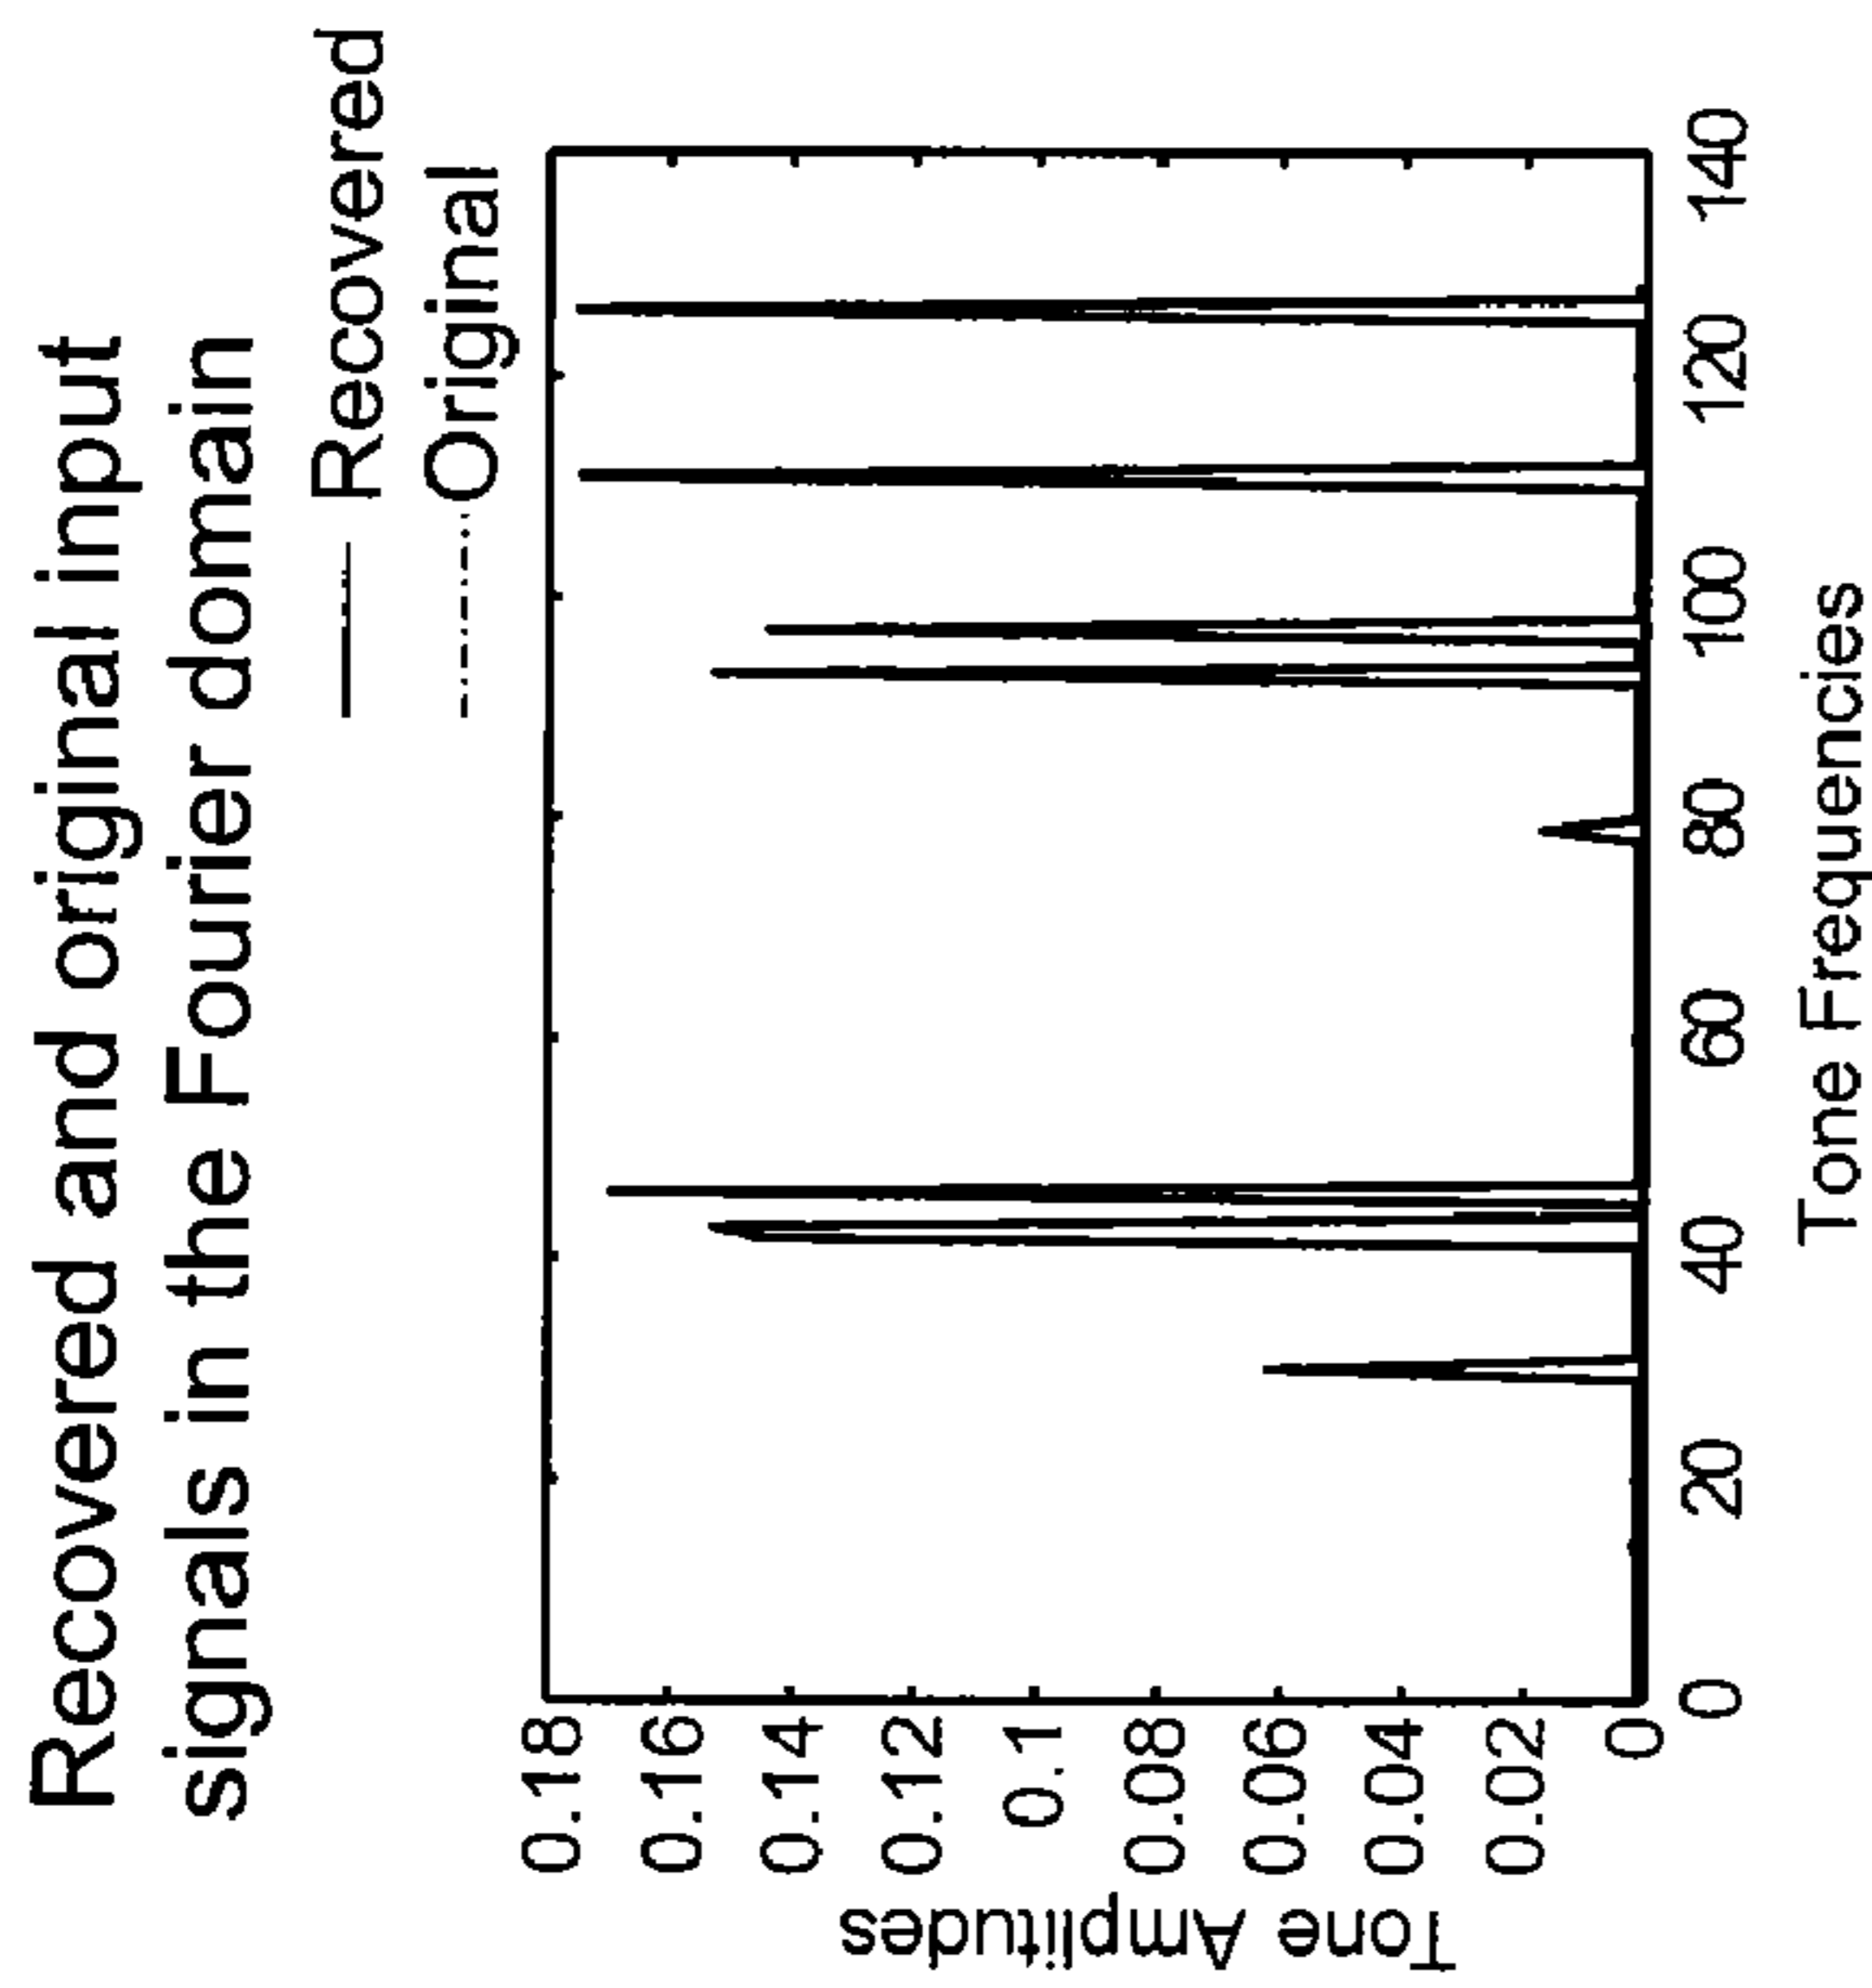 Recovered and original input
signals in the Fourier domain
Recovered
Original
Tone Amplitudes
0.18
0.16
0.14
0.12
0.1
0.08
0.06
0.04
0.02
0
0 20 40 60 80 100 120 140
Tone Frequencies